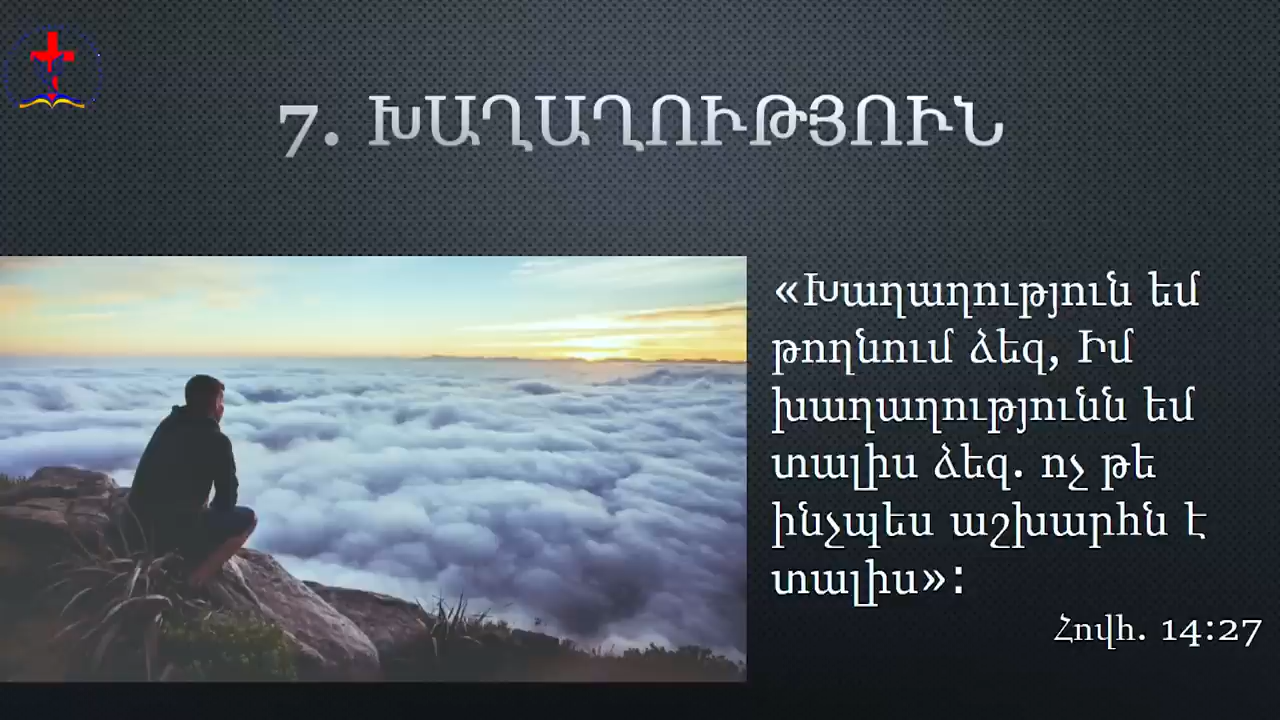 7. ԽԱՂԱՂՈՒԹՅՈՒՆ
«Խաղաղություն եմ
թողնում ձեզ, Իմ
խաղաղությունն եմ
տալիս ձեզ. ոչ թե
ինչպես աշխարհն է
տալիս»:
Հովհ. 14:27